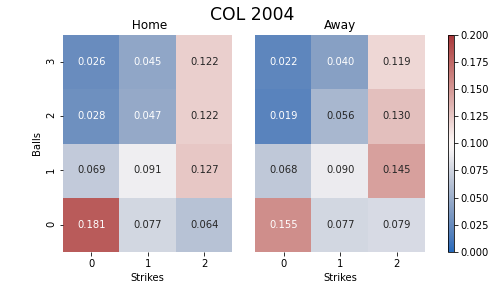 COL 2004
Home Away
3 0.026 0.045 0.122 0.022 0.040 0.119
2 0.028 0.047 0.122 0.019 0.056 0.130
1 0.069 0.091 0.127 0.068 0.090 0.145
0 0.181 0.077 0.064 0.155 0.077 0.079
Balls
0 1 2 0 1 2
Strikes Strikes
0.200
0.175
0.150
0.125
0.100
0.075
0.050
0.025
0.000